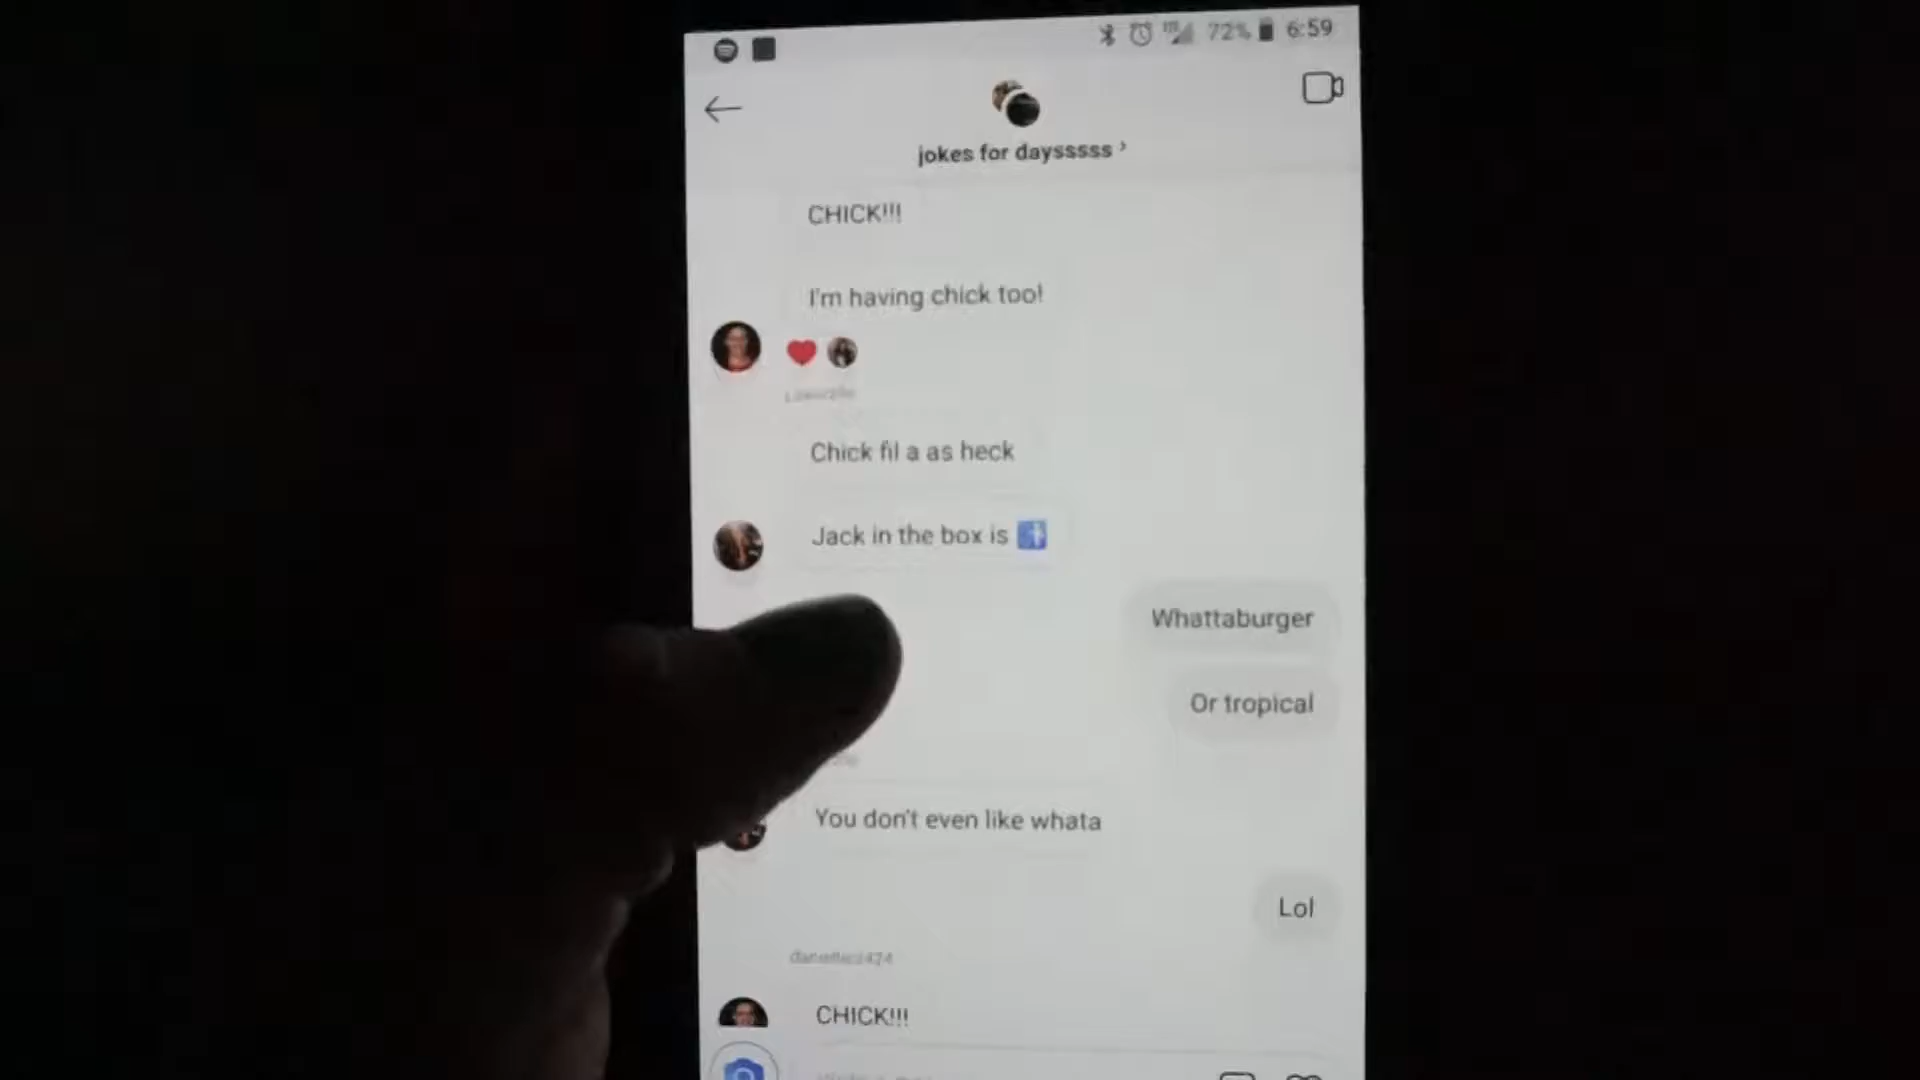 72% 6:59
jokes for daysssss ›
CHICK!!!
I'm having chick too!
Chick fil a as heck
Jack in the box is
Whattaburger
Or tropical
You don't even like whata
Lol
CHICK!!!